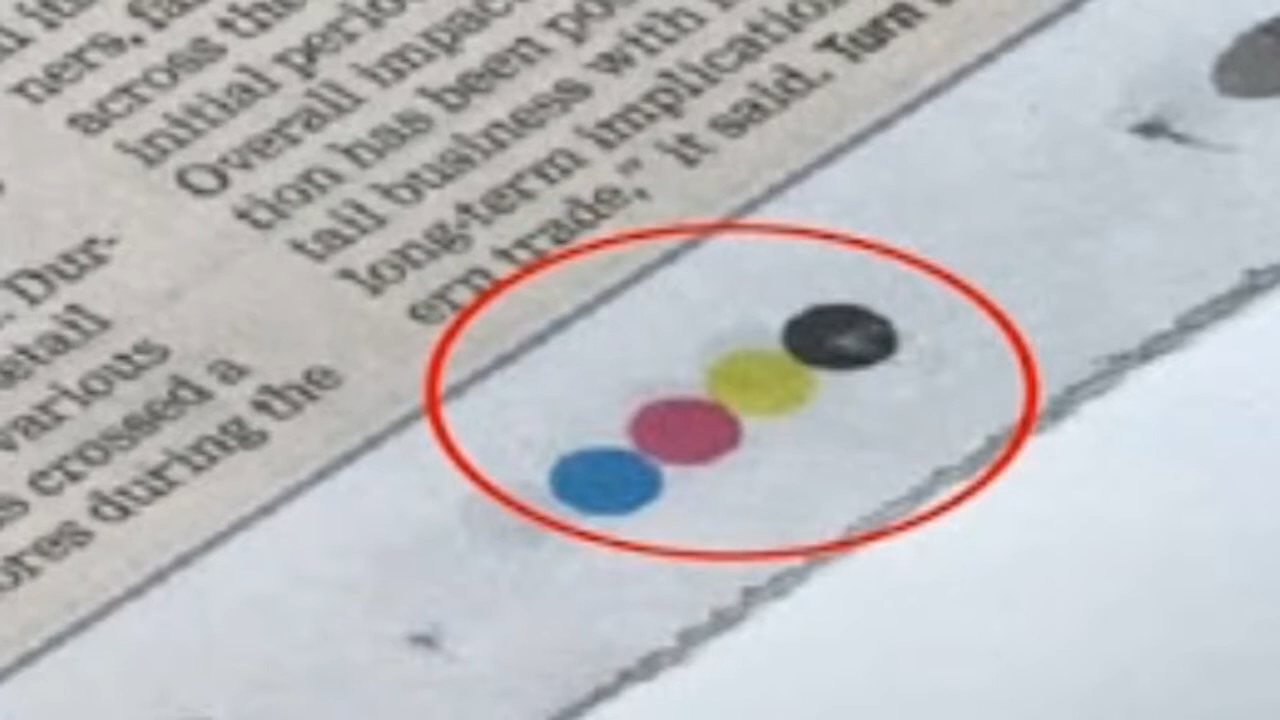 . Dur-
etail
various
s crossed a
ores during the
ners, fa
across the
initial perio
Overall impac
tion has been po
tail business with
long-term implication
ern trade,” it said. Turn